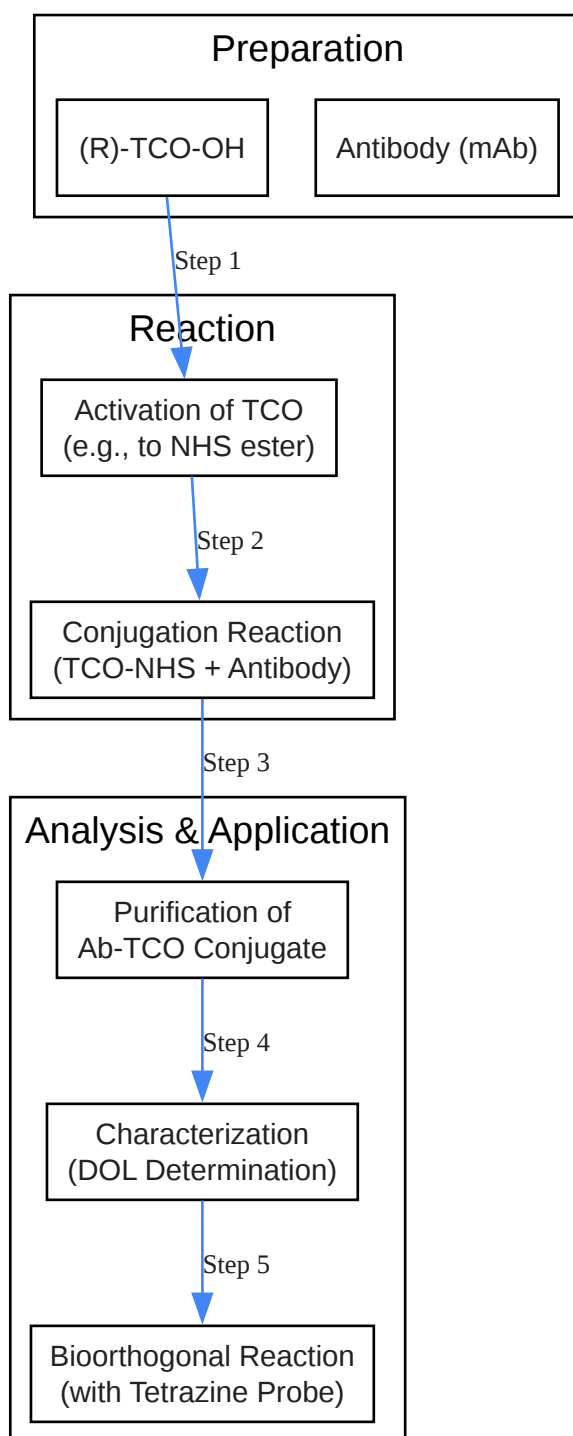 Preparation
(R)-TCO-OH
Antibody (mAb)
Step 1
Reaction
Activation of TCO
(e.g., to NHS ester)
Step 2
Conjugation Reaction
(TCO-NHS + Antibody)
Step 3
Analysis & Application
Purification of
Ab-TCO Conjugate
Step 4
Characterization
(DOL Determination)
Step 5
Bioorthogonal Reaction
(with Tetrazine Probe)